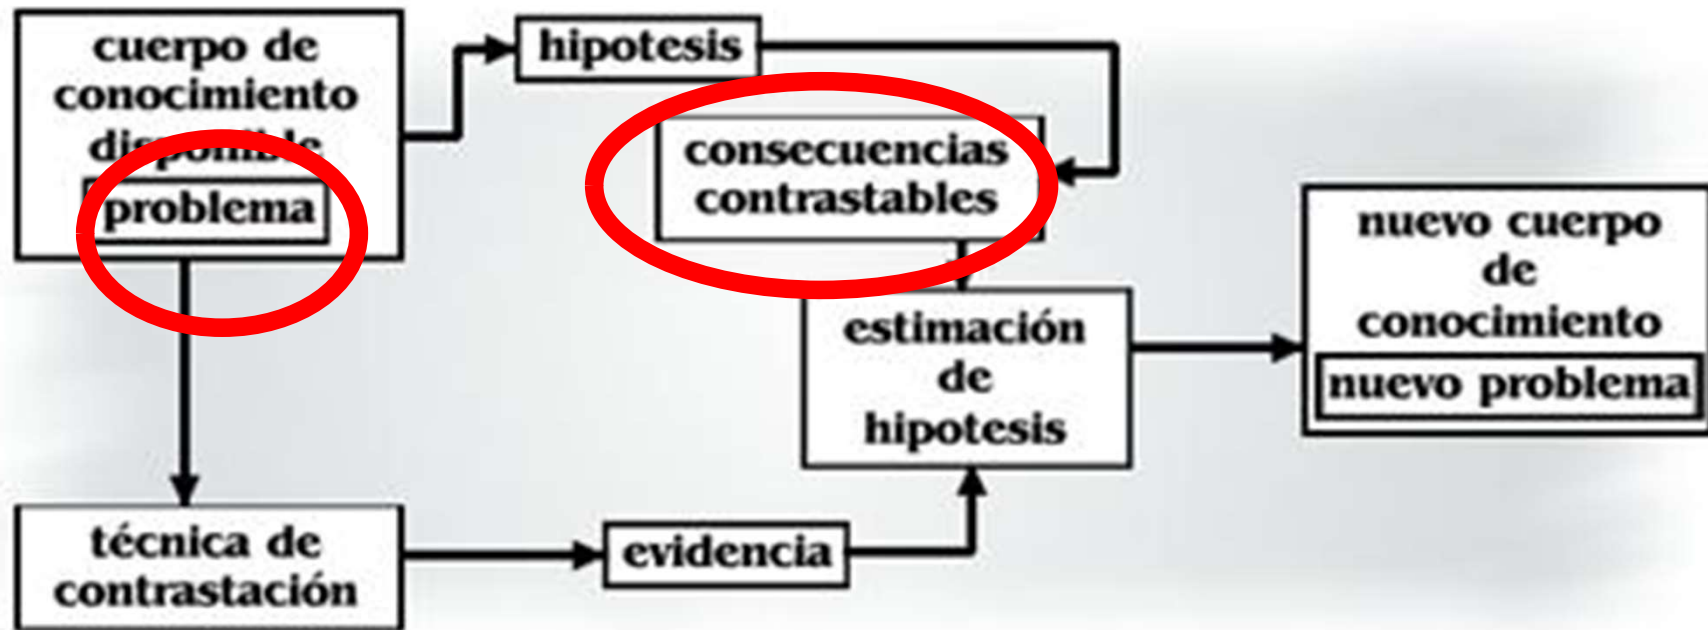 cuerpo de
conocimiento
disponible
problema
hipotesis
consecuencias
contrastables
estimación
de
hipotesis
nuevo cuerpo
de
conocimiento
nuevo problema
técnica de
contrastación
evidencia